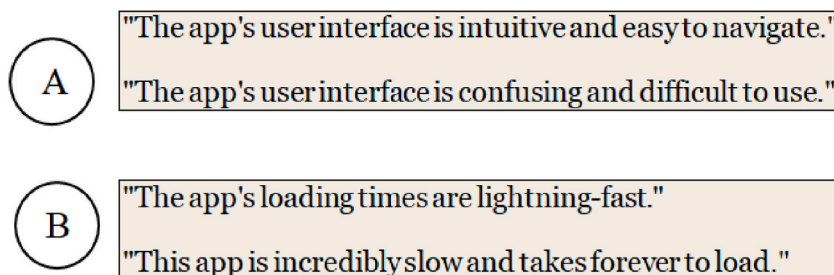 "The app's user interface is intuitive and easy to navigate."
A
"The app's user interface is confusing and difficult to use."
"The app's loading times are lightning-fast."
B
"This app is incredibly slow and takes forever to load."